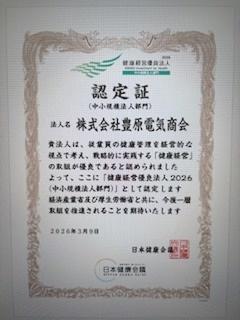 2026
健康経営優良法人
認定証
(中小規模法人部門)
法人名 株式会社豊原電気商会
貴法人は、従業員の健康管理を経営的な
視点で考え、戦略的に実践する「健康経営」
の取組が優良であると認められました
よって、ここに「健康経営優良法人2026
(中小規模法人部門)」として認定します
経済産業省及び厚生労働省と共に、今後一層
取組を推進されることを期待いたします
2026年3月9日
日本健康会議
日本健康会議